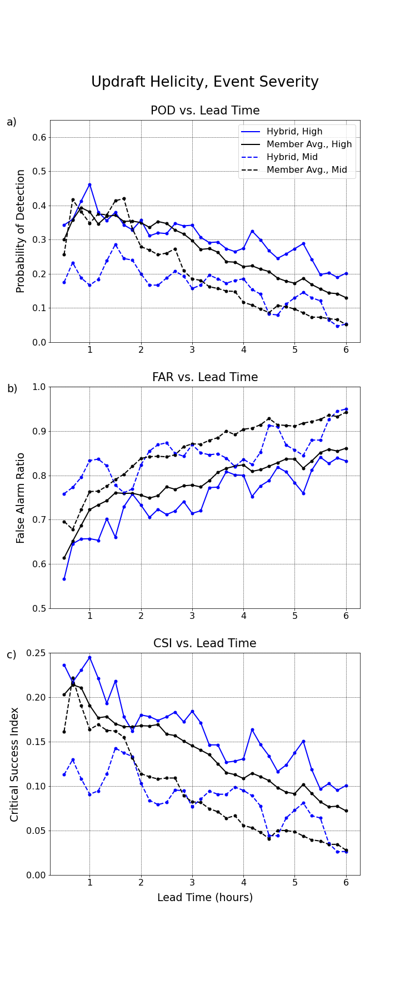 Updraft Helicity, Event Severity
POD vs. Lead Time
a)
Probability of Detection
0.6
0.5
0.4
0.3
0.2
0.1
0.0
Hybrid, High
Member Avg., High
Hybrid, Mid
Member Avg., Mid
1 2 3 4 5 6
FAR vs. Lead Time
b)
False Alarm Ratio
1.0
0.9
0.8
0.7
0.6
0.5
1 2 3 4 5 6
CSI vs. Lead Time
c)
Critical Success Index
0.25
0.20
0.15
0.10
0.05
0.00
1 2 3 4 5 6
Lead Time (hours)